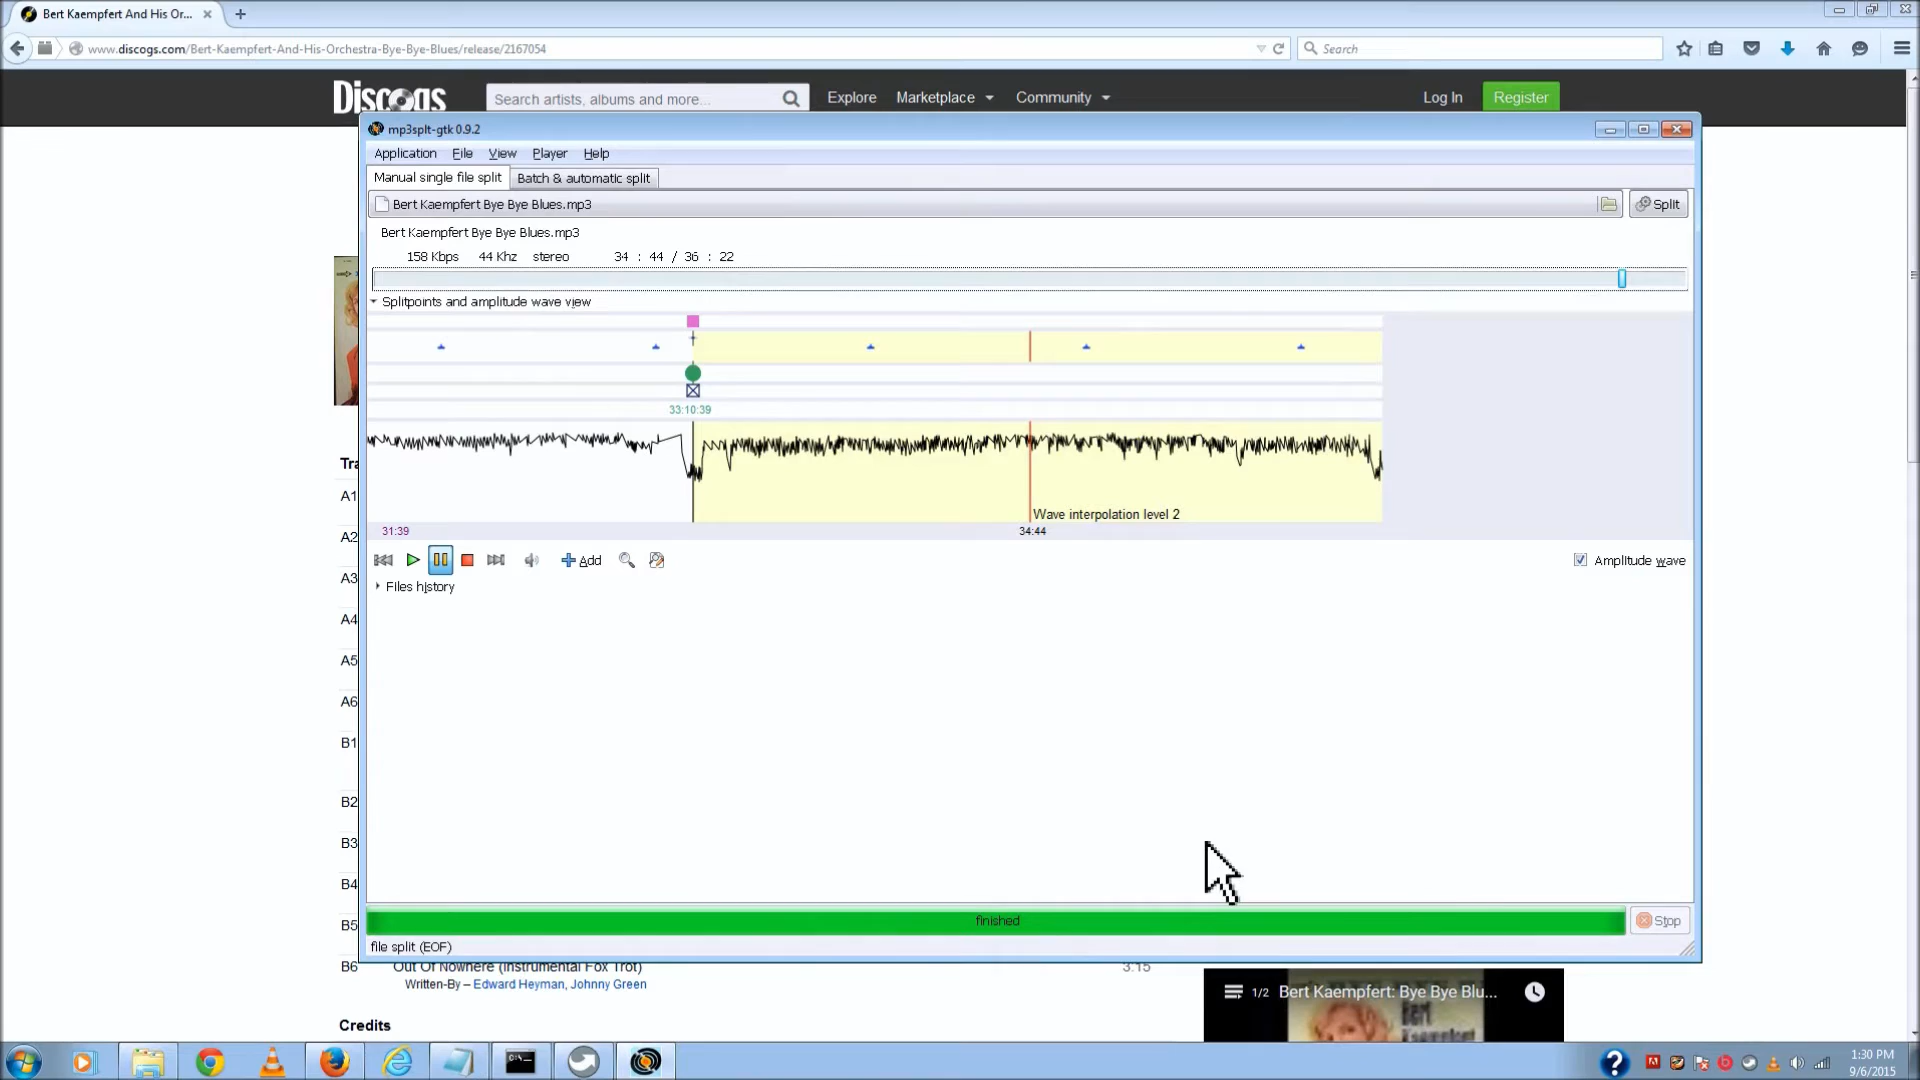 Bert Kaempfert And His Or...
www.discogs.com/Bert-Kaempfert-And-His-Orchestra-Bye-Bye-Blues/release/2167054
Search
Discogs
Search artists, albums and more...
Explore
Marketplace
Community
Log In
Register
mp3splt-gtk 0.9.2
Application File View Player Help
Manual single file split
Batch & automatic split
Bert Kaempfert Bye Bye Blues.mp3
Split
Bert Kaempfert Bye Bye Blues.mp3
158 Kbps 44 Khz stereo 34 : 44 / 36 : 22
Splitpoints and amplitude wave view
33:10:39
Wave interpolation level 2
31:39
34:44
Add
Amplitude wave
Files history
Tra
A1
A2
A3
A4
A5
A6
B1
B2
B3
B4
B5
finished
Stop
file split (EOF)
B6 Out Of Nowhere (Instrumental Fox Trot) 3:15
Written-By – Edward Heyman, Johnny Green
Credits
1/2 Bert Kaempfert: Bye Bye Blu...
Bert
Kaempfert
C:\_
1:30 PM
9/6/2015